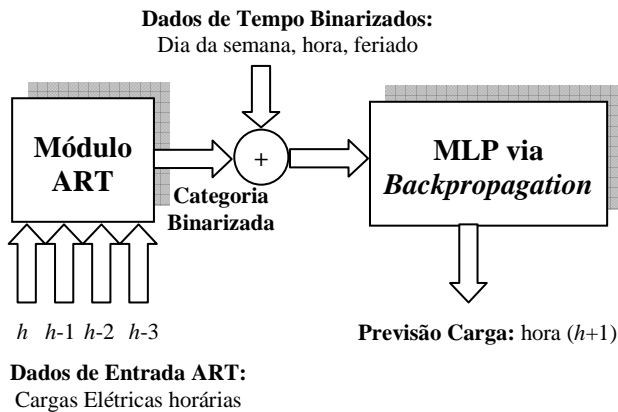 Dados de Tempo Binarizados:
Dia da semana, hora, feriado
Módulo
ART
+
MLP via
Backpropagation
Categoria
Binarizada
h h-1 h-2 h-3
Previsão Carga: hora (h+1)
Dados de Entrada ART:
Cargas Elétricas horárias